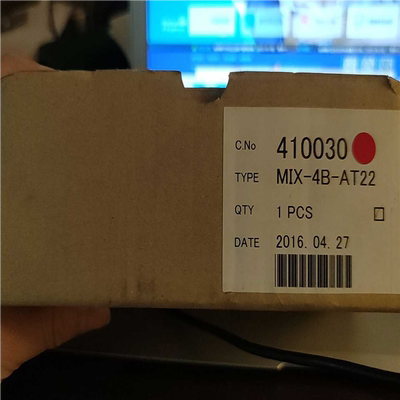 C.No 410030
TYPE MIX-4B-AT22
QTY 1 PCS
DATE 2016. 04. 27